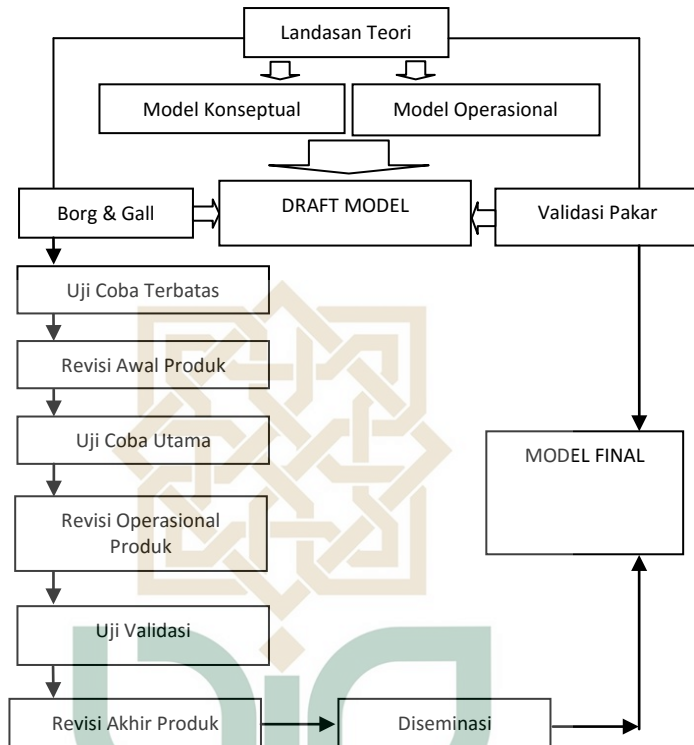 Landasan Teori
Model Konseptual
Model Operasional
Borg & Gall
DRAFT MODEL
Validasi Pakar
Uji Coba Terbatas
Revisi Awal Produk
Uji Coba Utama
MODEL FINAL
Revisi Operasional
Produk
Uji Validasi
Revisi Akhir Produk
Diseminasi